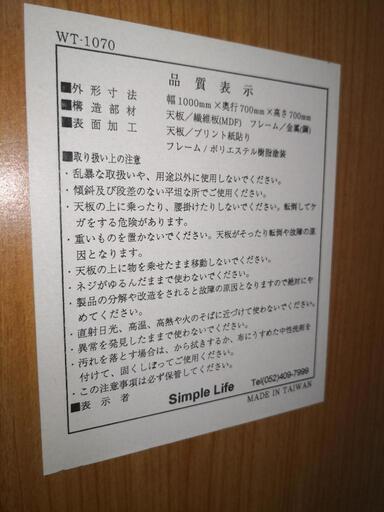 WT-1070
品質表示
■外形寸法 幅1000mm×奥行700mm×高さ700mm
■構造部材 天板/繊維板(MDF) フレーム/金属(鋼)
■表面加工 天板/プリント紙貼り
フレーム/ポリエステル樹脂塗装
■取り扱い上の注意
・乱暴な取扱いや、用途以外に使用しないでください。
・傾斜及び段差のない平坦な所でご使用ください。
・天板の上に乗ったり、腰掛けたりしないでください。転倒してケ
ガをする危険があります。
・重いものを置かないでください。天板がそったり転倒や故障の原
因となります。
・天板の上に物を乗せたまま移動しないでください。
・ネジがゆるんだままで使わないでください。
・製品の分解や改造をされると故障の原因となりますので絶対にや
めてください。
・直射日光、高温、高熱や火のそばに近づけて使わないでください。
・異常を発見したままで使わないでください。
・汚れを落とす場合は、から拭きするか、布にうすめた中性洗剤を
付けて、固くしぼってご使用ください。
・この注意事項は必ず保管してください。
■表示者 Simple Life Tel(052)409-7999
MADE IN TAIWAN